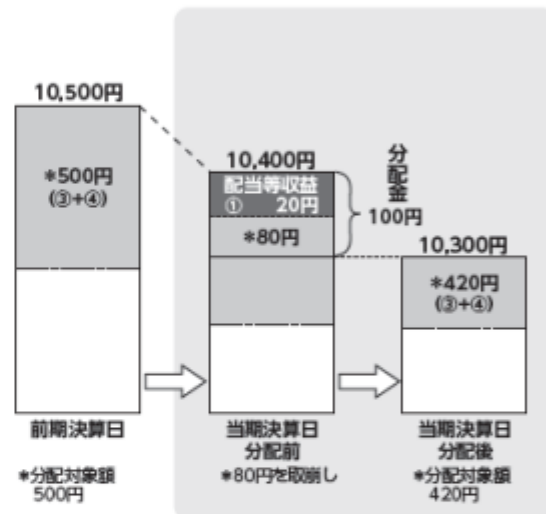 10,500円
*500円
(③+④)
10,400円
配当等収益
① 20円
*80円
分配金
100円
10,300円
*420円
(③+④)
前期決算日
当期決算日
分配前
当期決算日
分配後
*分配対象額
500円
*80円を取崩し
*分配対象額
420円